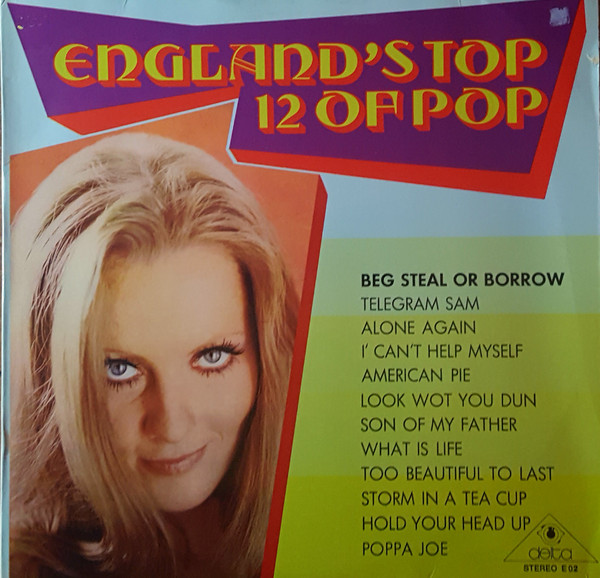 ENGLAND'S TOP
12 OF POP
BEG STEAL OR BORROW
TELEGRAM SAM
ALONE AGAIN
I' CAN'T HELP MYSELF
AMERICAN PIE
LOOK WOT YOU DUN
SON OF MY FATHER
WHAT IS LIFE
TOO BEAUTIFUL TO LAST
STORM IN A TEA CUP
HOLD YOUR HEAD UP
POPPA JOE
delta
STEREO E 02